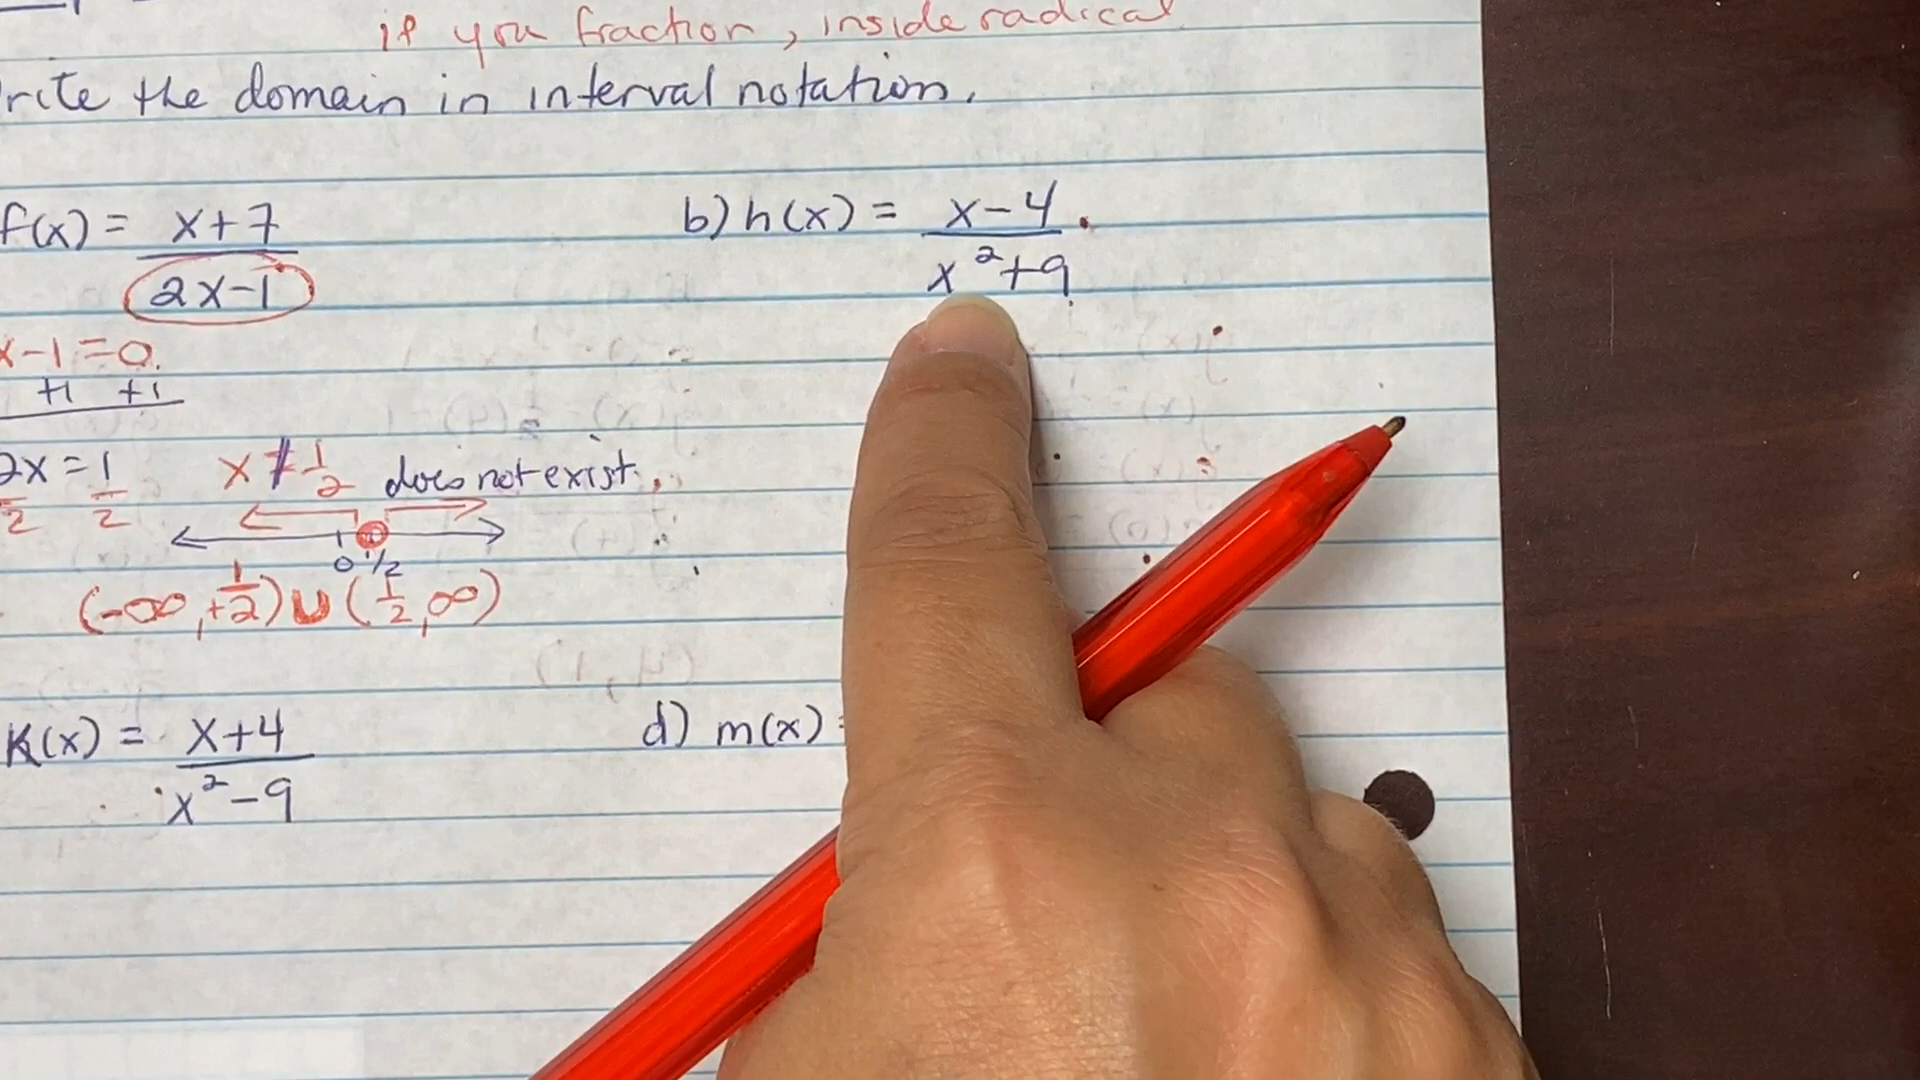 if you fraction, inside radical
rite the domain in interval notation.
f(x) = x+7 / 2x-1
b) h(x) = x-4 / x²+9
x-1=0
+1 +1
2x=1 x≠1/2 does not exist.
2 2
0 1/2
(-∞,+1/2)∪(1/2,∞)
K(x) = x+4 / x²-9
d) m(x) =